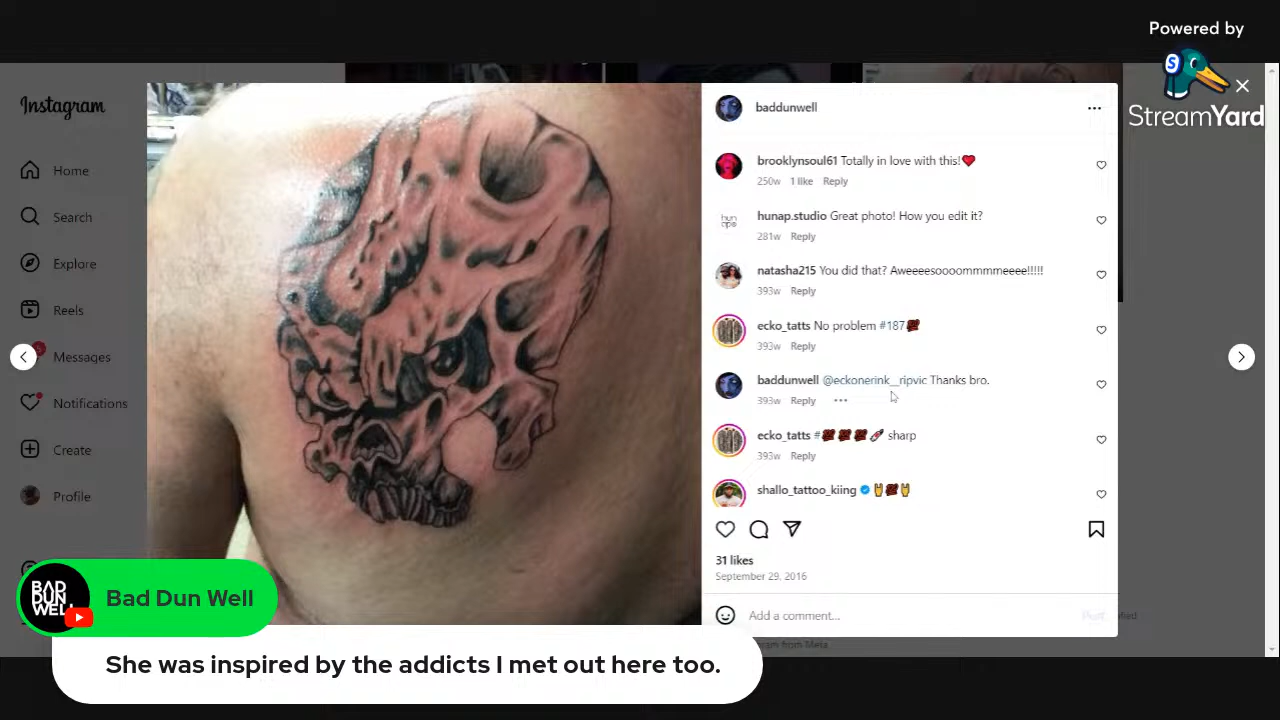 Powered by
StreamYard
Instagram
Home
Search
Explore
Reels
Messages
Notifications
Create
Profile
baddunwell
brooklynsoul61 Totally in love with this!❤️
250w 1 like Reply
hunap.studio Great photo! How you edit it?
281w Reply
natasha215 You did that? Aweeeesoooommmmeeee!!!!!
393w Reply
ecko_tatts No problem #187💯
393w Reply
baddunwell @eckonerink__ripvic Thanks bro.
393w Reply
ecko_tatts #💯💯💯💉 sharp
393w Reply
shallo_tattoo_kiing 🤘💯🤘
31 likes
September 29, 2016
Add a comment...
Post
BAD DUN WELL
Bad Dun Well
She was inspired by the addicts I met out here too.